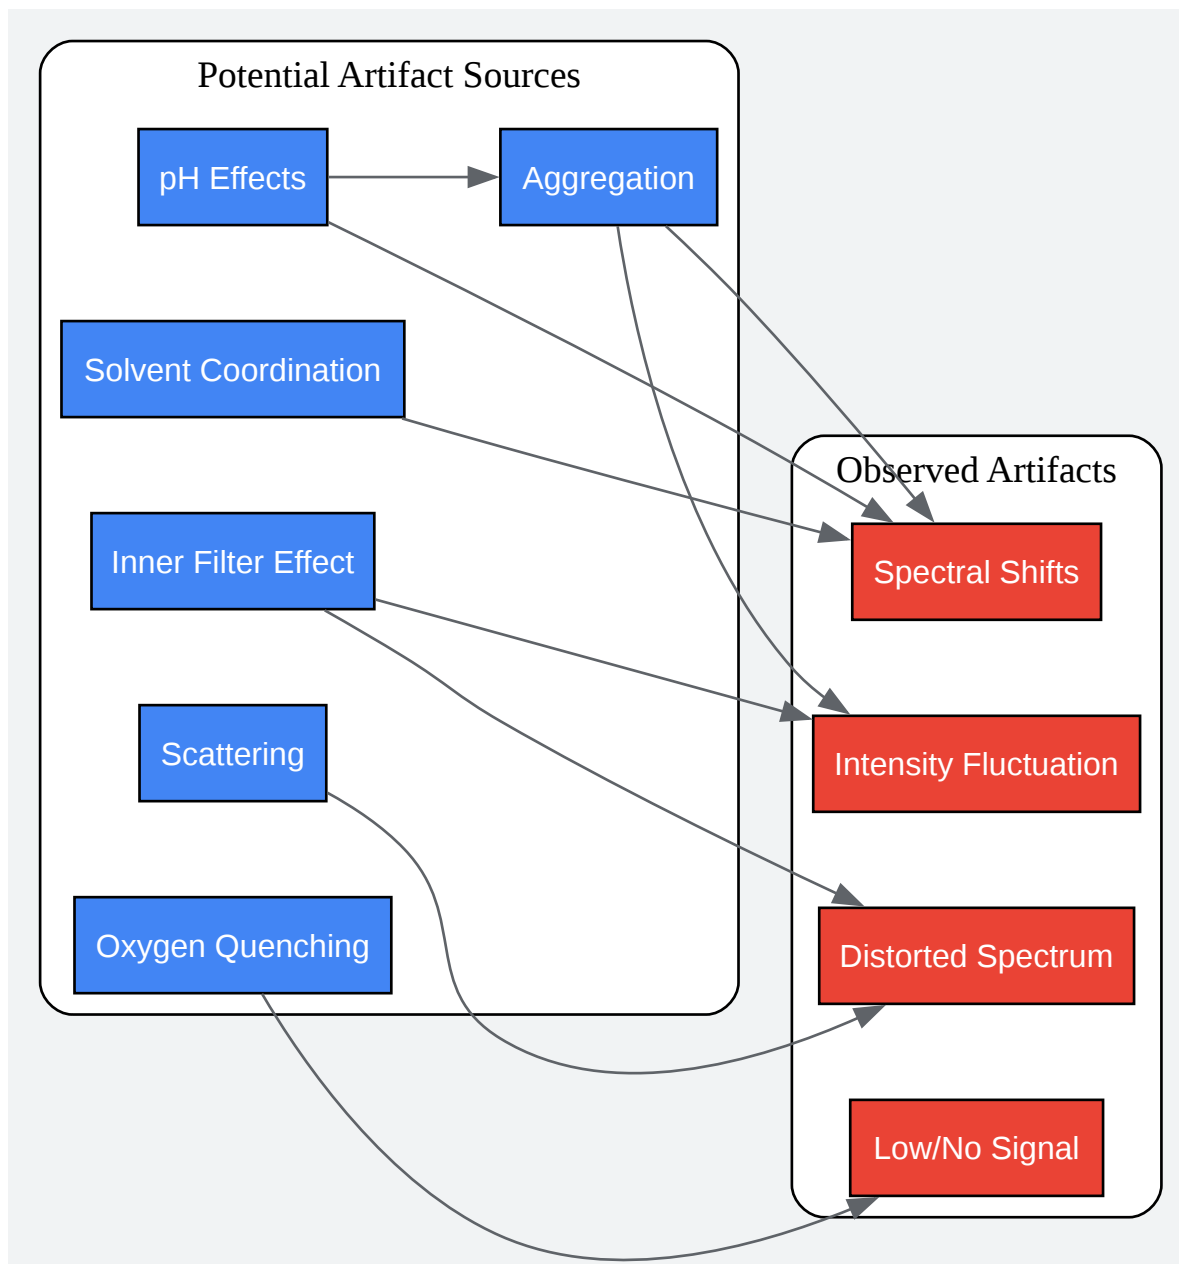 Potential Artifact Sources
pH Effects
Aggregation
Solvent Coordination
Inner Filter Effect
Scattering
Oxygen Quenching
Observed Artifacts
Spectral Shifts
Intensity Fluctuation
Distorted Spectrum
Low/No Signal